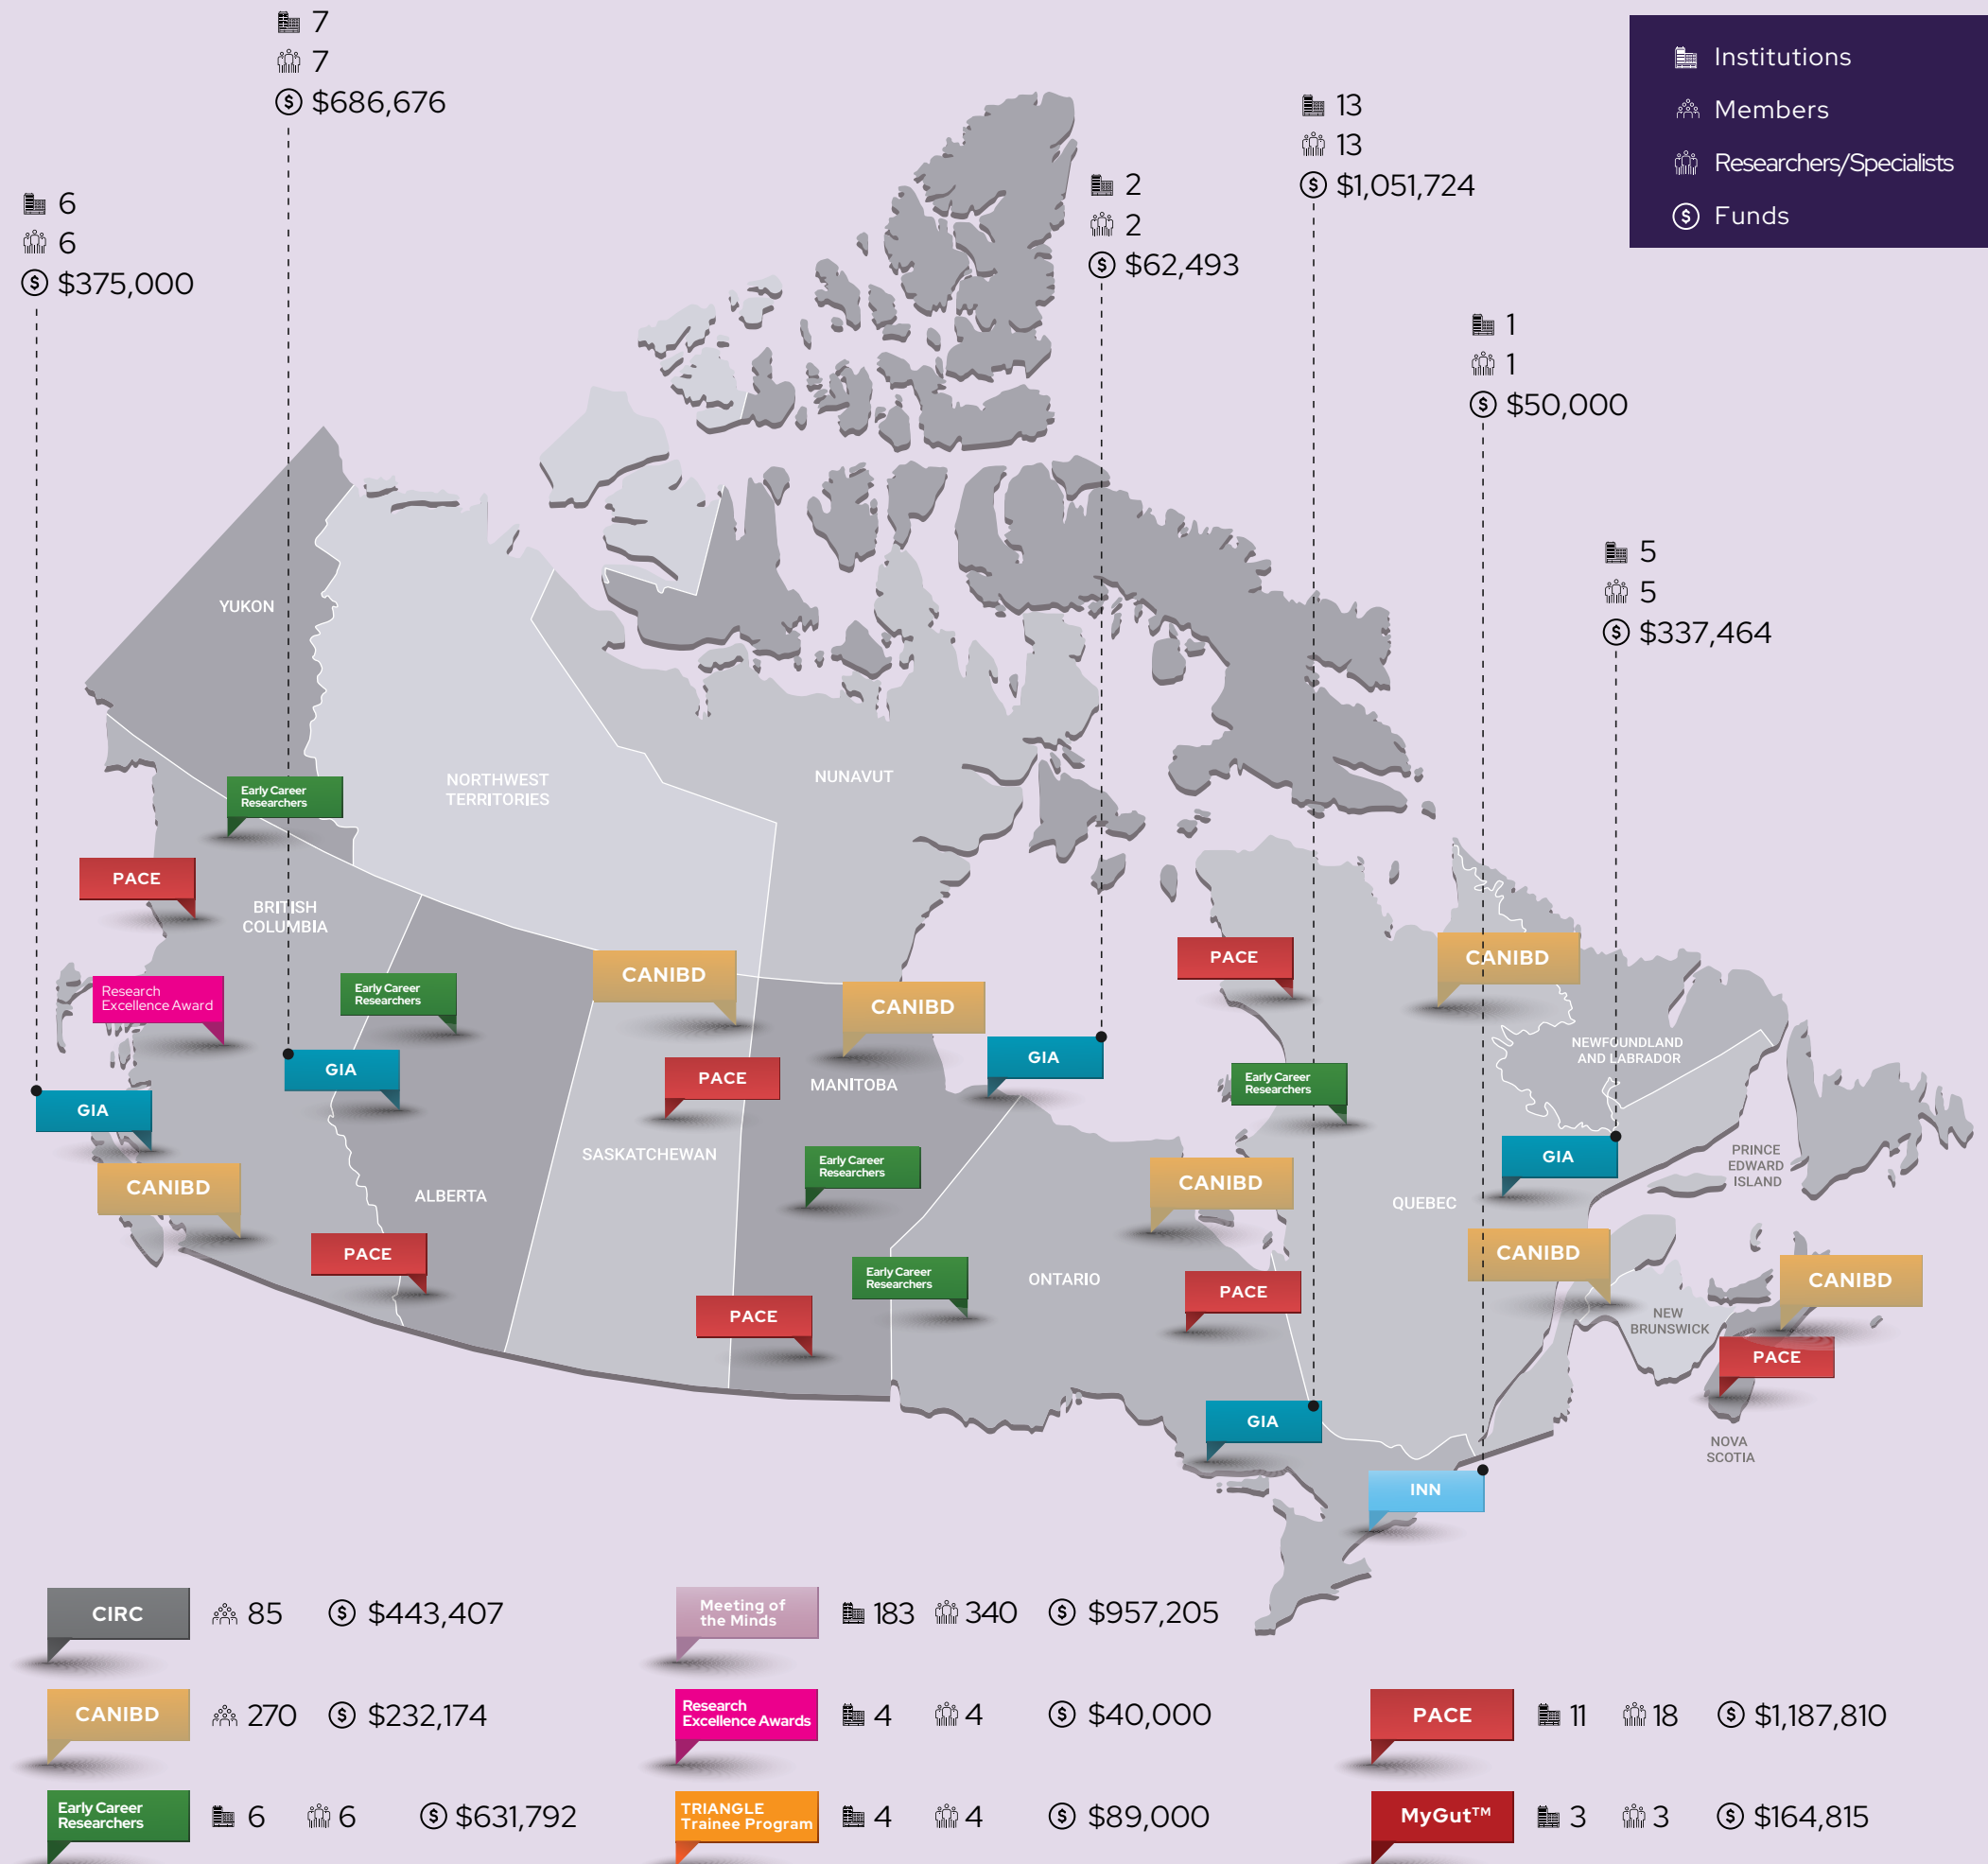 7
7
$686,676
6
6
$375,000
13
13
$1,051,724
2
2
$62,493
1
1
$50,000
5
5
$337,464
Institutions
Members
Researchers/Specialists
Funds
YUKON
NORTHWEST
TERRITORIES
NUNAVUT
Early Career
Researchers
PACE
BRITISH
COLUMBIA
Research
Excellence Award
Early Career
Researchers
CANIBD
CANIBD
PACE
CANIBD
GIA
GIA
PACE
MANITOBA
GIA
Early Career
Researchers
NEWFOUNDLAND
AND LABRADOR
CANIBD
SASKATCHEWAN
Early Career
Researchers
CANIBD
GIA
PRINCE
EDWARD
ISLAND
ALBERTA
QUEBEC
PACE
PACE
Early Career
Researchers
ONTARIO
PACE
CANIBD
CANIBD
NEW
BRUNSWICK
PACE
GIA
NOVA
SCOTIA
INN
CIRC 85 $443,407
Meeting of
the Minds
183 340 $957,205
CANIBD 270 $232,174
Research
Excellence Awards
4 4 $40,000
PACE 11 18 $1,187,810
Early Career
Researchers
6 6 $631,792
TRIANGLE
Trainee Program
4 4 $89,000
MyGut™ 3 3 $164,815